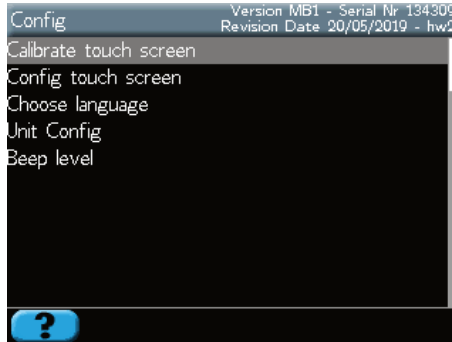 Config
Version MB1 - Serial Nr 134309
Revision Date 20/05/2019 - hw2
Calibrate touch screen
Config touch screen
Choose language
Unit Config
Beep level
?